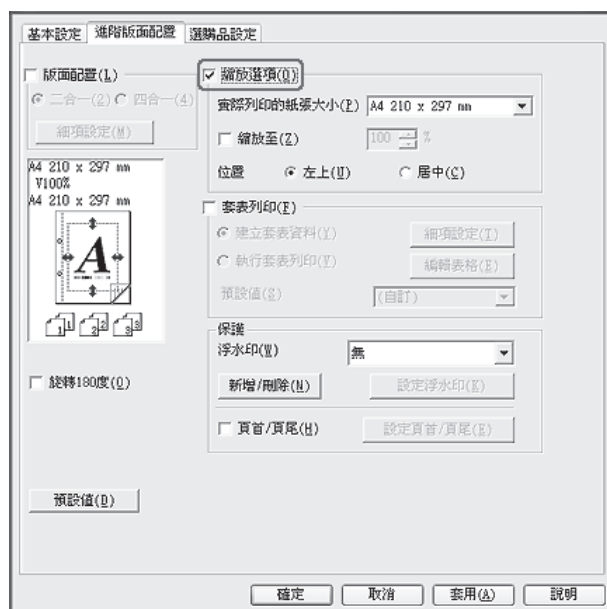 基本設定 進階版面配置 選購品設定
版面配置(L)
二合一(2) 四合一(4)
細項設定(M)
A4 210 x 297 mm
V100%
A4 210 x 297 mm
A
1 1 2 2 3 3
旋轉180度(O)
預設值(D)
縮放選項(O)
實際列印的紙張大小(P) A4 210 x 297 mm
縮放至(Z) 100 %
位置 左上(U) 居中(C)
套表列印(F)
建立套表資料(Y) 細項設定(T)
執行套表列印(V) 編輯表格(E)
預設值(S) (自訂)
保護
浮水印(W) 無
新增/刪除(N) 設定浮水印(K)
頁首/頁尾(H) 設定頁首/頁尾(E)
確定 取消 套用(A) 說明